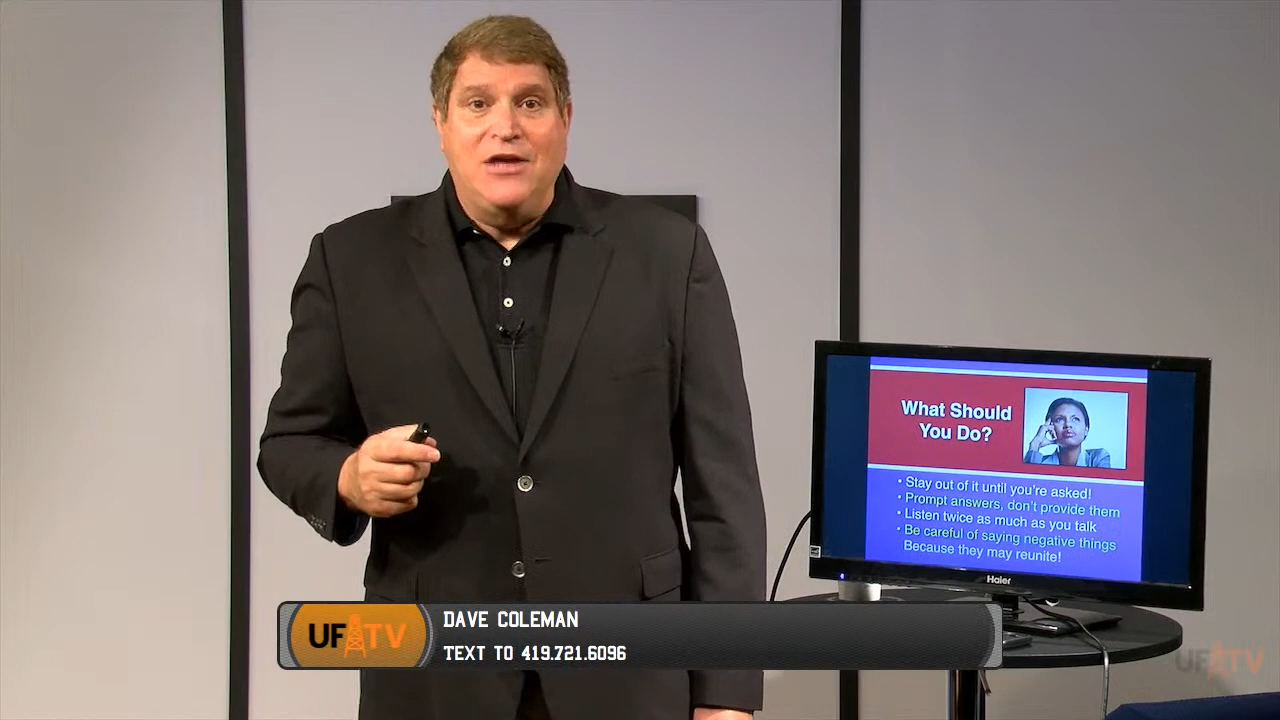 What Should
You Do?
• Stay out of it until you're asked!
• Prompt answers, don't provide them
• Listen twice as much as you talk
• Be careful of saying negative things
Because they may reunite!
Haier
UF TV
DAVE COLEMAN
TEXT TO 419.721.6096
UF TV